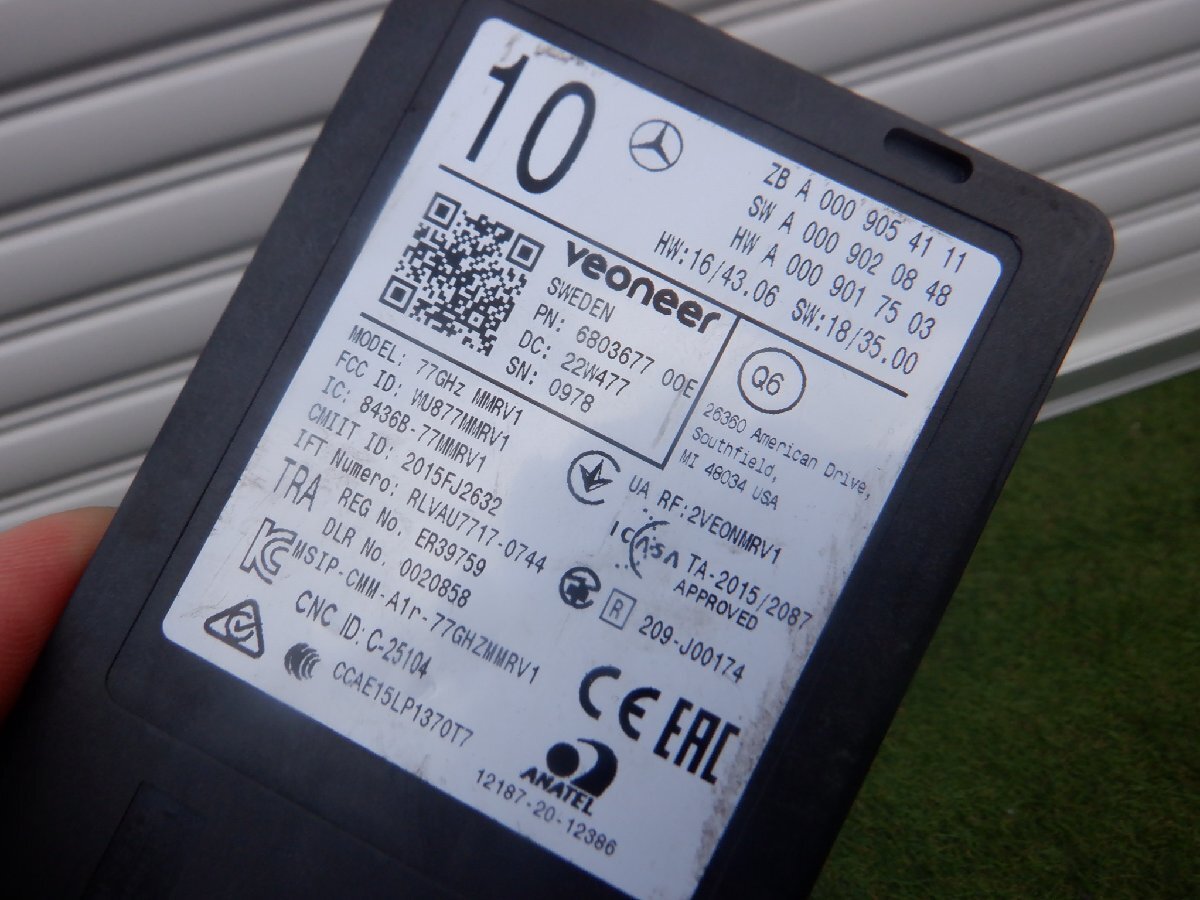 10
ZB A 000 905 41 11
SW A 000 902 08 48
HW A 000 901 75 03
HW:16/43.06 SW:18/35.00
veoneer
SWEDEN
PN: 6803677 00E
DC: 22W477
SN: 0978
Q6
26360 American Drive,
Southfield,
MI 48034 USA
MODEL: 77GHz MMRV1
FCC ID: WU877MMRV1
IC: 8436B-77MMRV1
CMIIT ID: 2015FJ2632
IFT Numero: RLVAU7717-0744
TRA
REG No. ER39759
DLR No. 0020858
MSIP-CMM-A1r-77GHZMMRV1
CNC ID: C-25104
CCAE15LP1370T7
UA RF:2VEONMRV1
ICASA TA-2015/2087
APPROVED
R 209-J00174
CE EAC
ANATEL
12187-20-12386